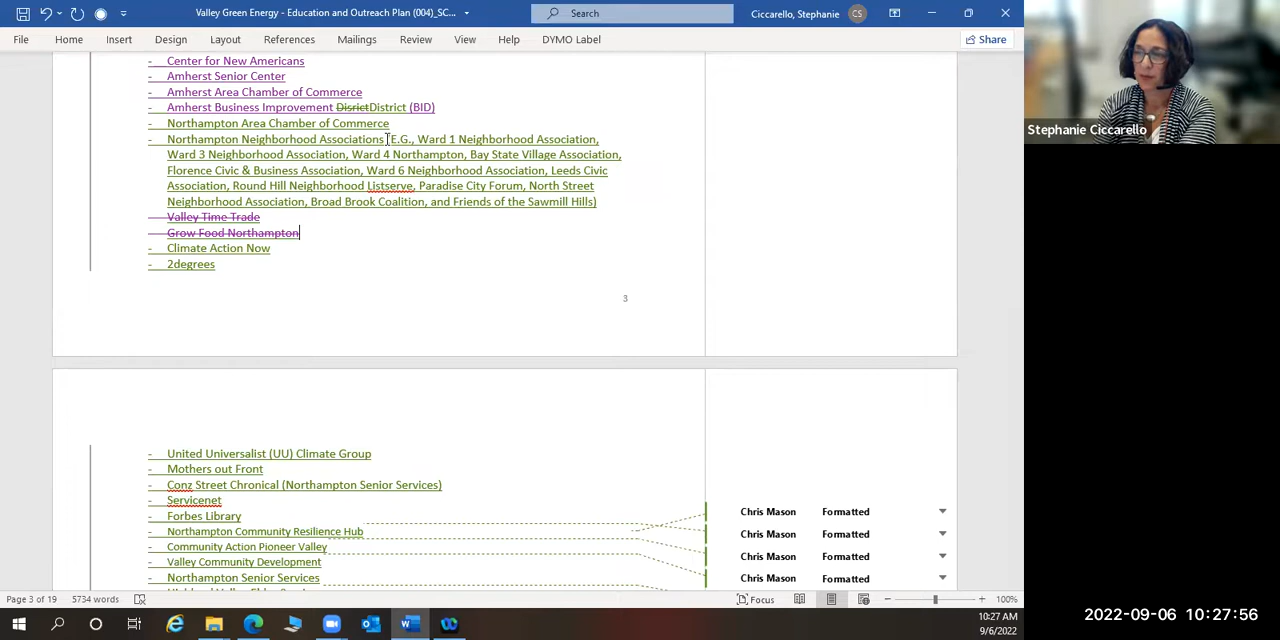 Valley Green Energy - Education and Outreach Plan (004)_SC...
Search
Ciccarello, Stephanie
CS
File Home Insert Design Layout References Mailings Review View Help DYMO Label
Share
- Center for New Americans
- Amherst Senior Center
- Amherst Area Chamber of Commerce
- Amherst Business Improvement DisrictDistrict (BID)
- Northampton Area Chamber of Commerce
- Northampton Neighborhood Associations (E.G., Ward 1 Neighborhood Association,
Ward 3 Neighborhood Association, Ward 4 Northampton, Bay State Village Association,
Florence Civic & Business Association, Ward 6 Neighborhood Association, Leeds Civic
Association, Round Hill Neighborhood Listserve, Paradise City Forum, North Street
Neighborhood Association, Broad Brook Coalition, and Friends of the Sawmill Hills)
Valley Time Trade
Grow Food Northampton
- Climate Action Now
- 2degrees
3
- United Universalist (UU) Climate Group
- Mothers out Front
- Conz Street Chronical (Northampton Senior Services)
- Servicenet
- Forbes Library
- Northampton Community Resilience Hub
- Community Action Pioneer Valley
- Valley Community Development
- Northampton Senior Services
Chris Mason Formatted
Chris Mason Formatted
Chris Mason Formatted
Chris Mason Formatted
Page 3 of 19 5734 words
Focus
100%
10:27 AM
9/6/2022
Stephanie Ciccarello
2022-09-06 10:27:56